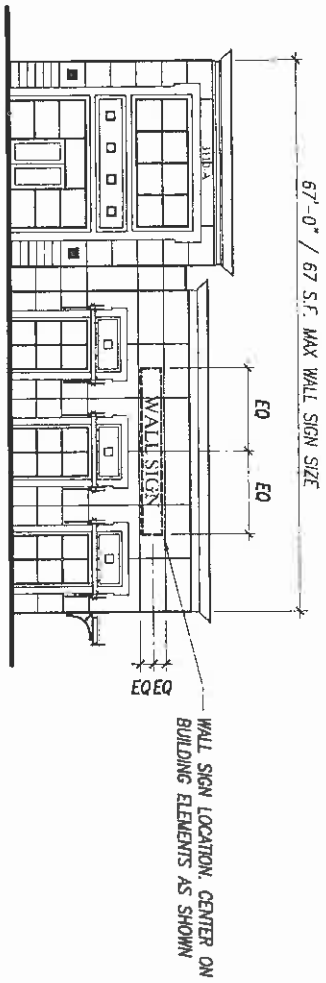 67'-0" / 67 S.F. MAX WALL SIGN SIZE
EQ
EQ
WALL SIGN
EQ EQ
WALL SIGN LOCATION. CENTER ON
BUILDING ELEMENTS AS SHOWN